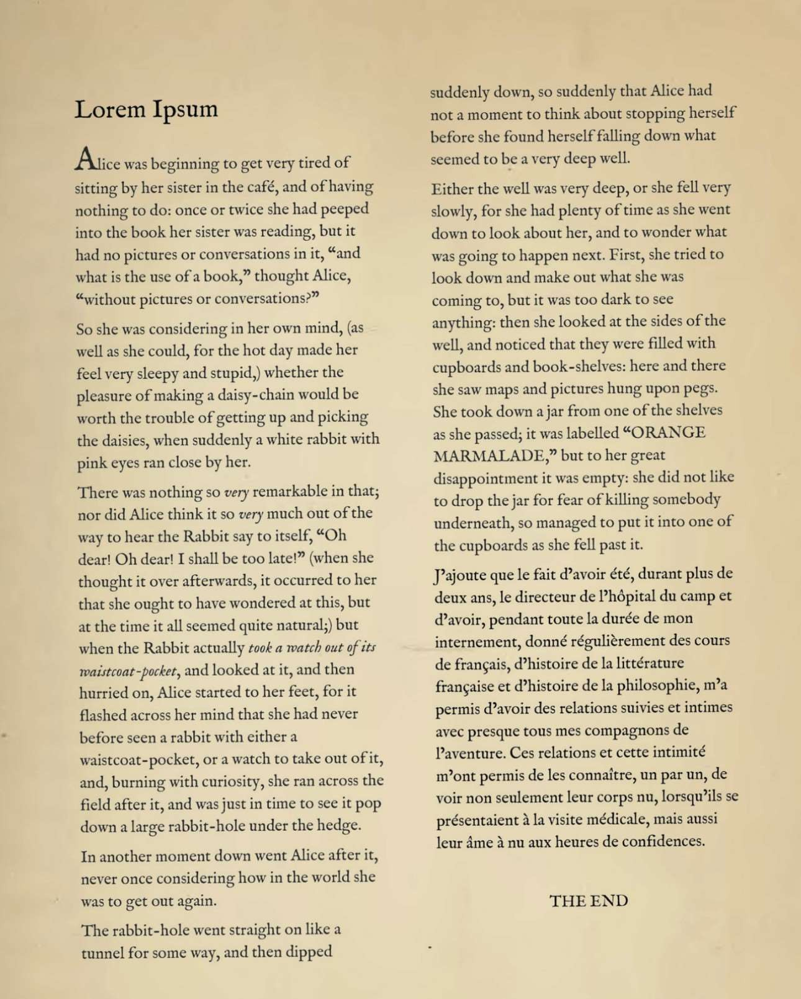 Lorem Ipsum
Alice was beginning to get very tired of
sitting by her sister in the café, and of having
nothing to do: once or twice she had peeped
into the book her sister was reading, but it
had no pictures or conversations in it, “and
what is the use of a book,” thought Alice,
“without pictures or conversations?”
So she was considering in her own mind, (as
well as she could, for the hot day made her
feel very sleepy and stupid,) whether the
pleasure of making a daisy-chain would be
worth the trouble of getting up and picking
the daisies, when suddenly a white rabbit with
pink eyes ran close by her.
There was nothing so very remarkable in that;
nor did Alice think it so very much out of the
way to hear the Rabbit say to itself, “Oh
dear! Oh dear! I shall be too late!” (when she
thought it over afterwards, it occurred to her
that she ought to have wondered at this, but
at the time it all seemed quite natural;) but
when the Rabbit actually took a watch out of its
waistcoat-pocket, and looked at it, and then
hurried on, Alice started to her feet, for it
flashed across her mind that she had never
before seen a rabbit with either a
waistcoat-pocket, or a watch to take out of it,
and, burning with curiosity, she ran across the
field after it, and was just in time to see it pop
down a large rabbit-hole under the hedge.
In another moment down went Alice after it,
never once considering how in the world she
was to get out again.
The rabbit-hole went straight on like a
tunnel for some way, and then dipped
suddenly down, so suddenly that Alice had
not a moment to think about stopping herself
before she found herself falling down what
seemed to be a very deep well.
Either the well was very deep, or she fell very
slowly, for she had plenty of time as she went
down to look about her, and to wonder what
was going to happen next. First, she tried to
look down and make out what she was
coming to, but it was too dark to see
anything: then she looked at the sides of the
well, and noticed that they were filled with
cupboards and book-shelves: here and there
she saw maps and pictures hung upon pegs.
She took down a jar from one of the shelves
as she passed; it was labelled “ORANGE
MARMALADE,” but to her great
disappointment it was empty: she did not like
to drop the jar for fear of killing somebody
underneath, so managed to put it into one of
the cupboards as she fell past it.
J’ajoute que le fait d’avoir été, durant plus de
deux ans, le directeur de l’hôpital du camp et
d’avoir, pendant toute la durée de mon
internement, donné régulièrement des cours
de français, d’histoire de la littérature
française et d’histoire de la philosophie, m’a
permis d’avoir des relations suivies et intimes
avec presque tous mes compagnons de
l’aventure. Ces relations et cette intimité
m’ont permis de les connaître, un par un, de
voir non seulement leur corps nu, lorsqu’ils se
présentaient à la visite médicale, mais aussi
leur âme à nu aux heures de confidences.
THE END